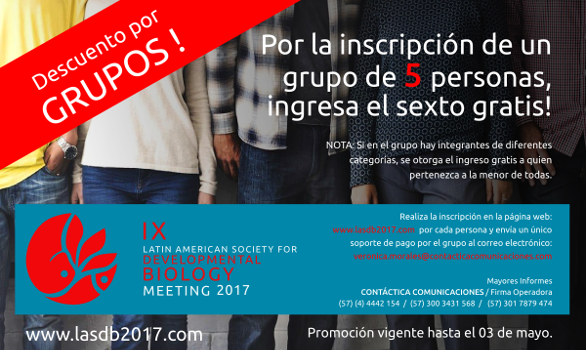 Descuento por
GRUPOS !
Por la inscripción de un
grupo de 5 personas,
ingresa el sexto gratis!
NOTA: Si en el grupo hay integrantes de diferentes
categorías, se otorga el ingreso gratis a quien
pertenezca a la menor de todas.
IX
LATIN AMERICAN SOCIETY FOR
DEVELOPMENTAL
BIOLOGY
MEETING 2017
Realiza la inscripción en la página web:
www.lasdb2017.com por cada persona y envía un único
soporte de pago por el grupo al correo electrónico:
veronica.morales@contacticacomunicaciones.com
Mayores Informes
CONTÁCTICA COMUNICACIONES / Firma Operadora
(57) (4) 4442 154 / (57) 300 3431 568 / (57) 301 7879 474
www.lasdb2017.com
Promoción vigente hasta el 03 de mayo.